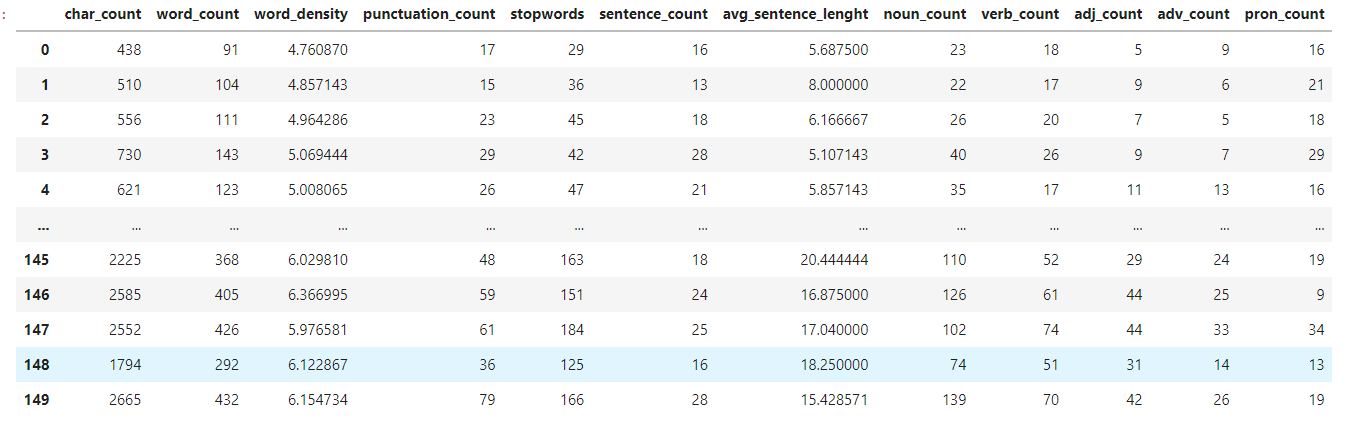 :
char_count word_count word_density punctuation_count stopwords sentence_count avg_sentence_lenght noun_count verb_count adj_count adv_count pron_count
0 438 91 4.760870 17 29 16 5.687500 23 18 5 9 16
1 510 104 4.857143 15 36 13 8.000000 22 17 9 6 21
2 556 111 4.964286 23 45 18 6.166667 26 20 7 5 18
3 730 143 5.069444 29 42 28 5.107143 40 26 9 7 29
4 621 123 5.008065 26 47 21 5.857143 35 17 11 13 16
... ... ... ... ... ... ... ... ... ... ... ... ...
145 2225 368 6.029810 48 163 18 20.444444 110 52 29 24 19
146 2585 405 6.366995 59 151 24 16.875000 126 61 44 25 9
147 2552 426 5.976581 61 184 25 17.040000 102 74 44 33 34
148 1794 292 6.122867 36 125 16 18.250000 74 51 31 14 13
149 2665 432 6.154734 79 166 28 15.428571 139 70 42 26 19